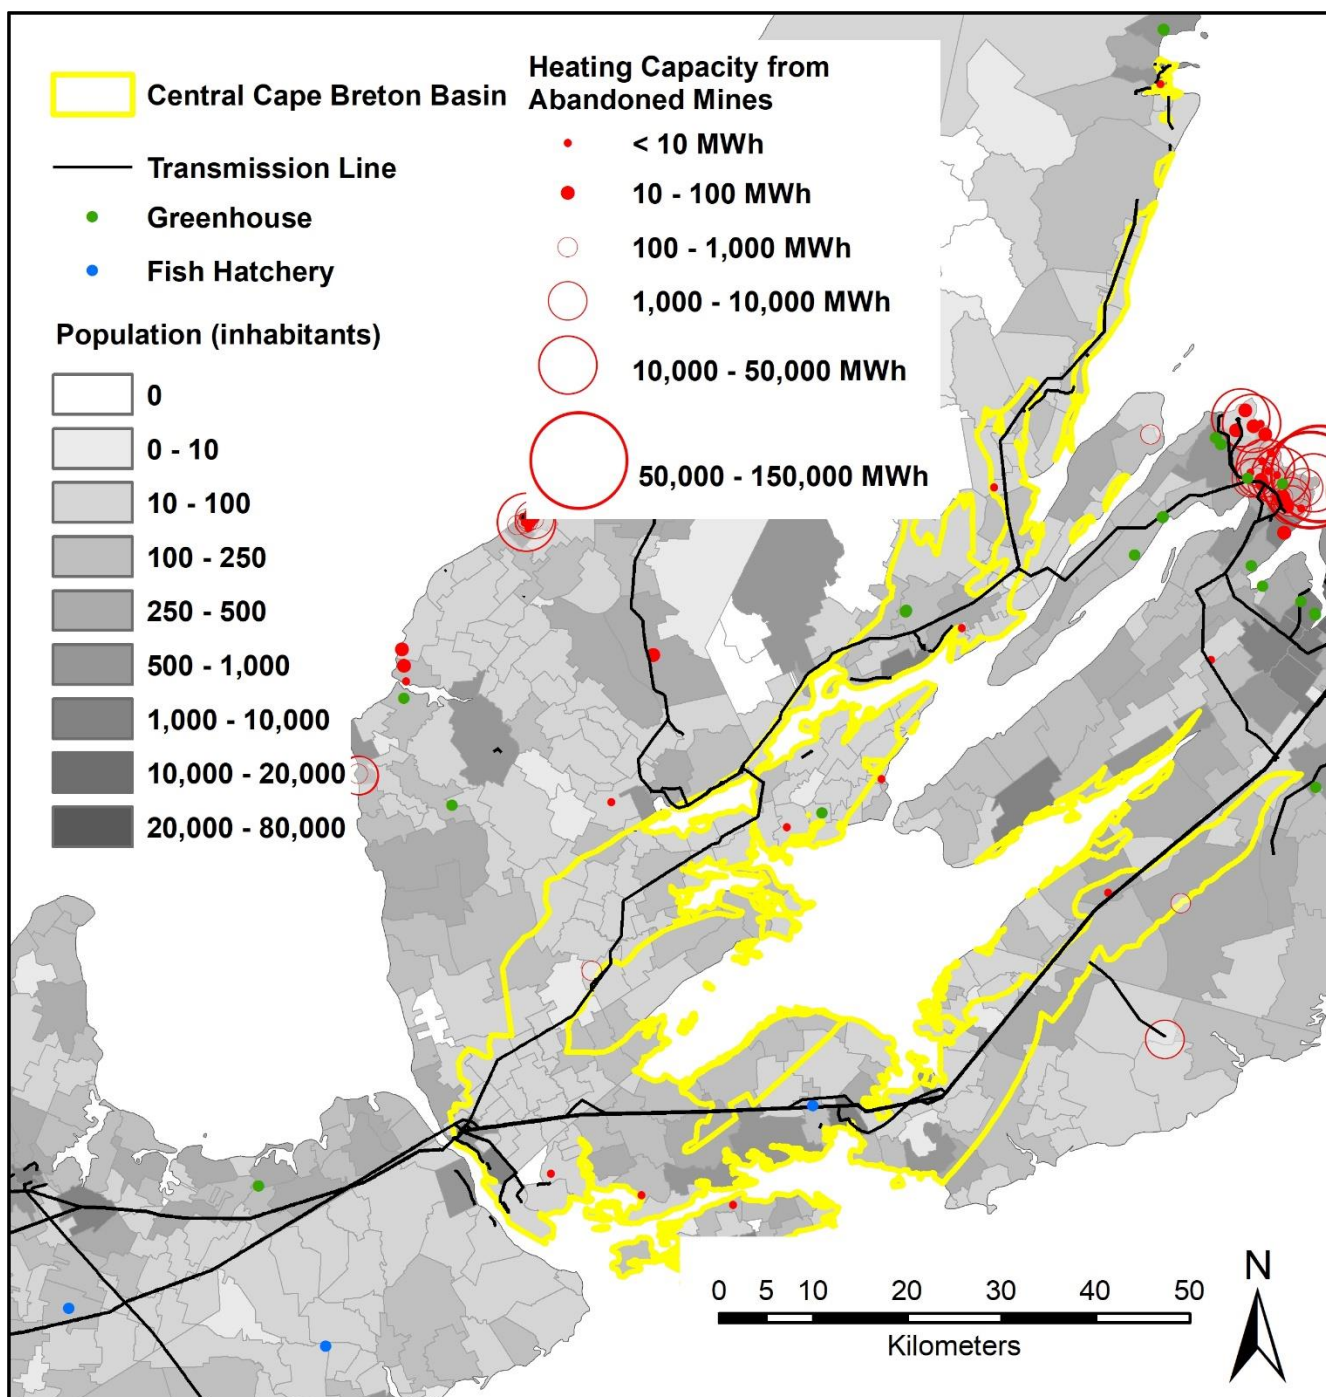 Central Cape Breton Basin
Transmission Line
Greenhouse
Fish Hatchery
Population (inhabitants)
0
0 - 10
10 - 100
100 - 250
250 - 500
500 - 1,000
1,000 - 10,000
10,000 - 20,000
20,000 - 80,000
Heating Capacity from
Abandoned Mines
< 10 MWh
10 - 100 MWh
100 - 1,000 MWh
1,000 - 10,000 MWh
10,000 - 50,000 MWh
50,000 - 150,000 MWh
0 5 10 20 30 40 50
Kilometers
N